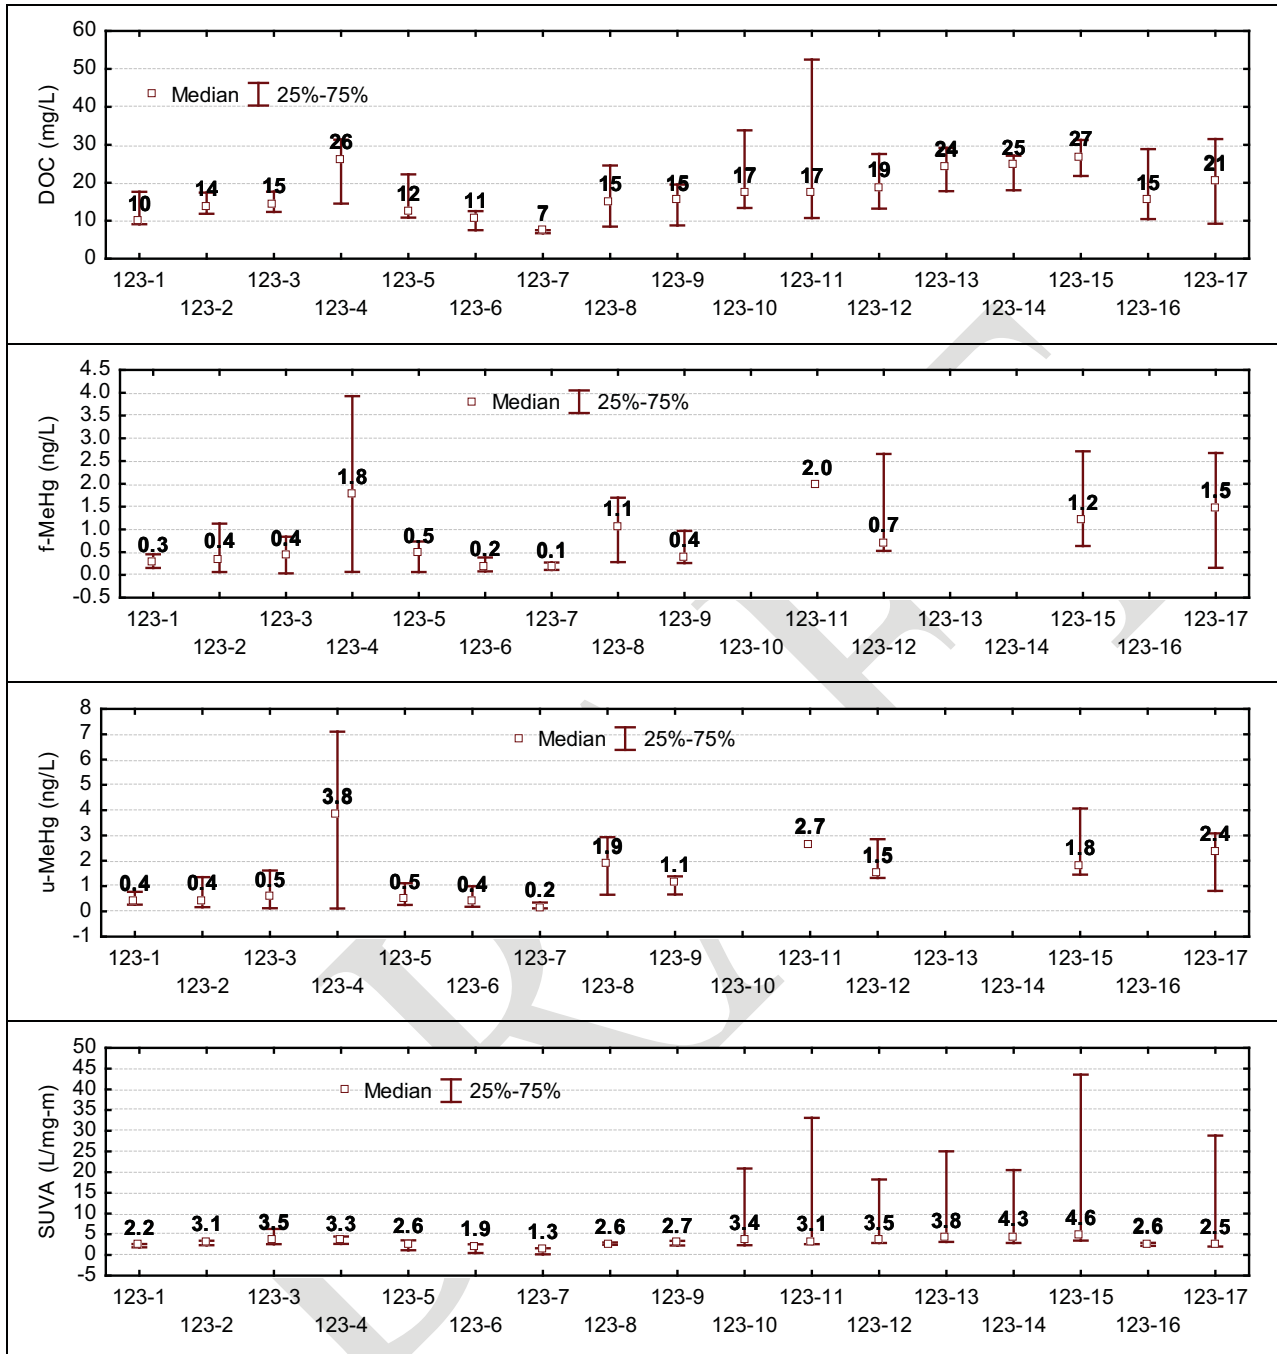 DOC (mg/L)
60
50
40
30
20
10
0
Median 25%-75%
10 14 15 26 12 11 7 15 15 17 17 19 24 25 27 15 21
123-1 123-3 123-5 123-7 123-9 123-11 123-13 123-15 123-17
123-2 123-4 123-6 123-8 123-10 123-12 123-14 123-16
f-MeHg (ng/L)
4.5
4.0
3.5
3.0
2.5
2.0
1.5
1.0
0.5
0.0
-0.5
Median 25%-75%
0.3 0.4 0.4 1.8 0.5 0.2 0.1 1.1 0.4 2.0 0.7 1.2 1.5
123-1 123-3 123-5 123-7 123-9 123-11 123-13 123-15 123-17
123-2 123-4 123-6 123-8 123-10 123-12 123-14 123-16
u-MeHg (ng/L)
8
7
6
5
4
3
2
1
0
-1
Median 25%-75%
0.4 0.4 0.5 3.8 0.5 0.4 0.2 1.9 1.1 2.7 1.5 1.8 2.4
123-1 123-3 123-5 123-7 123-9 123-11 123-13 123-15 123-17
123-2 123-4 123-6 123-8 123-10 123-12 123-14 123-16
SUVA (L/mg-m)
50
45
40
35
30
25
20
15
10
5
0
-5
Median 25%-75%
2.2 3.1 3.5 3.3 2.6 1.9 1.3 2.6 2.7 3.4 3.1 3.5 3.8 4.3 4.6 2.6 2.5
123-1 123-3 123-5 123-7 123-9 123-11 123-13 123-15 123-17
123-2 123-4 123-6 123-8 123-10 123-12 123-14 123-16